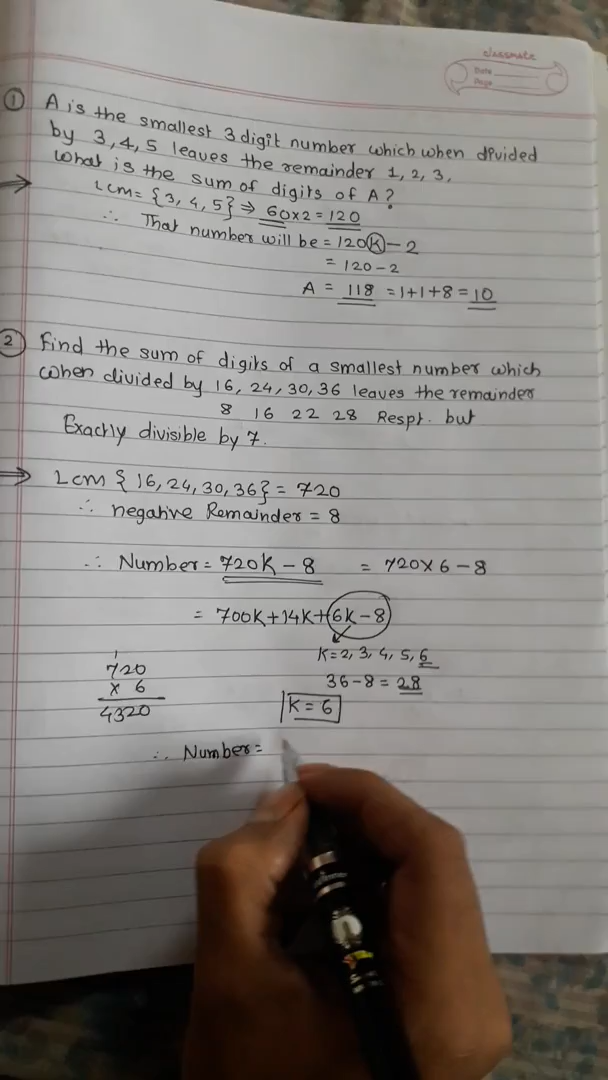 classmate
Date
Page
① A is the smallest 3 digit number which when divided
by 3, 4, 5 leaves the remainder 1, 2, 3.
What is the sum of digits of A?
⇒ Lcm = {3, 4, 5} ⇒ 60×2 = 120
∴ That number will be = 120k - 2
= 120 - 2
A = 118 = 1+1+8 = 10
② Find the sum of digits of a smallest number which
when divided by 16, 24, 30, 36 leaves the remainder
8 16 22 28 Respt. but
Exactly divisible by 7.
⇒ Lcm {16, 24, 30, 36} = 720
∴ negative Remainder = 8
∴ Number = 720K - 8 = 720×6 - 8
= 700K + 14K + 6K - 8
K = 2, 3, 4, 5, 6
36 - 8 = 28
K = 6
1
720
× 6
4320
∴ Number =